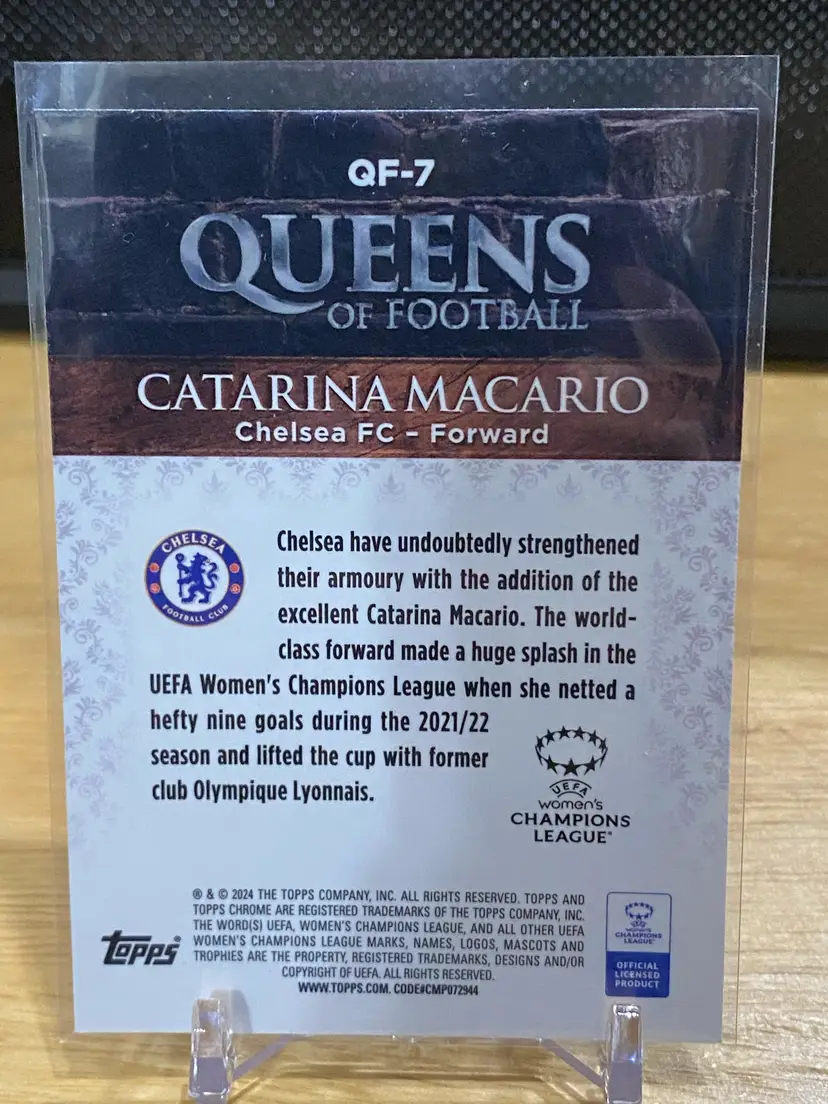 QF-7
QUEENS
OF FOOTBALL
CATARINA MACARIO
Chelsea FC – Forward
CHELSEA
FOOTBALL CLUB
Chelsea have undoubtedly strengthened
their armoury with the addition of the
excellent Catarina Macario. The world-
class forward made a huge splash in the
UEFA Women's Champions League when she netted a
hefty nine goals during the 2021/22
season and lifted the cup with former
club Olympique Lyonnais.
UEFA
women's
CHAMPIONS
LEAGUE®
® & © 2024 THE TOPPS COMPANY, INC. ALL RIGHTS RESERVED. TOPPS AND
TOPPS CHROME ARE REGISTERED TRADEMARKS OF THE TOPPS COMPANY, INC.
THE WORD(S) UEFA, WOMEN'S CHAMPIONS LEAGUE, AND ALL OTHER UEFA
WOMEN'S CHAMPIONS LEAGUE MARKS, NAMES, LOGOS, MASCOTS AND
TROPHIES ARE THE PROPERTY, REGISTERED TRADEMARKS, DESIGNS AND/OR
COPYRIGHT OF UEFA. ALL RIGHTS RESERVED.
WWW.TOPPS.COM. CODE#CMP072944
topps®
women's
CHAMPIONS
LEAGUE
OFFICIAL
LICENSED
PRODUCT